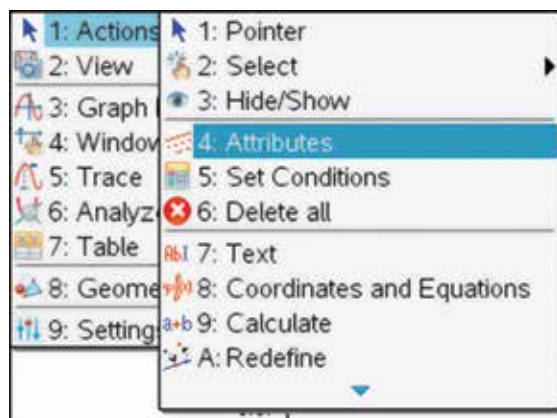 1: Actions
2: View
3: Graph
4: Window
5: Trace
6: Analyz
7: Table
8: Geome
9: Setting
1: Pointer
2: Select
3: Hide/Show
4: Attributes
5: Set Conditions
6: Delete all
7: Text
8: Coordinates and Equations
9: Calculate
A: Redefine